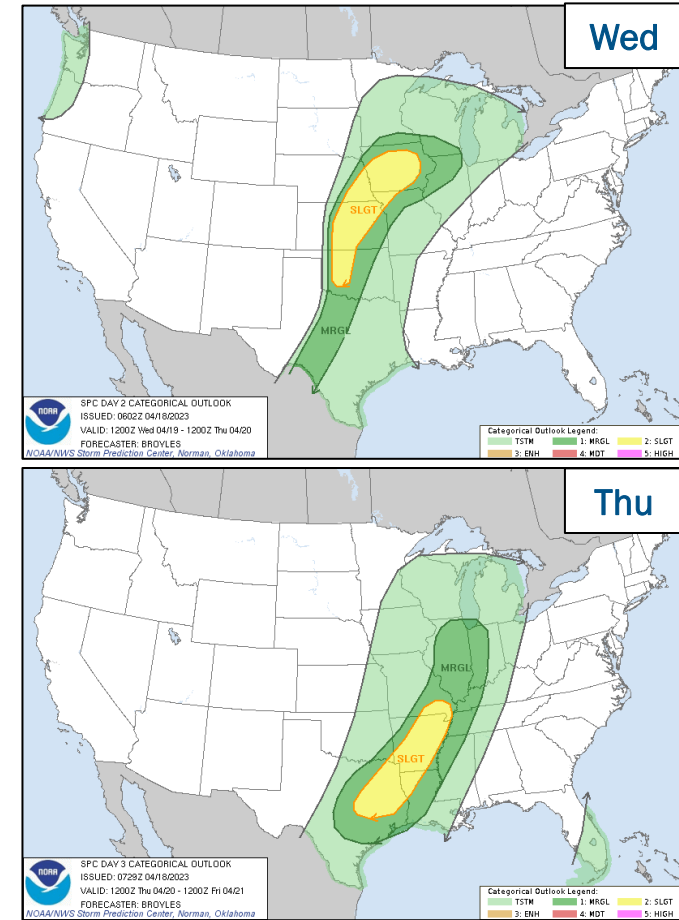 Wed
SLGT
MRGL
NOAA
SPC DAY 2 CATEGORICAL OUTLOOK
ISSUED: 0602Z 04/18/2023
VALID: 1200Z Wed 04/19 - 1200Z Thu 04/20
FORECASTER: BROYLES
NOAA/NWS Storm Prediction Center, Norman, Oklahoma
Categorical Outlook Legend:
TSTM 1: MRGL 2: SLGT
3: ENH 4: MDT 5: HIGH
Thu
MRGL
SLGT
NOAA
SPC DAY 3 CATEGORICAL OUTLOOK
ISSUED: 0729Z 04/18/2023
VALID: 1200Z Thu 04/20 - 1200Z Fri 04/21
FORECASTER: BROYLES
NOAA/NWS Storm Prediction Center, Norman, Oklahoma
Categorical Outlook Legend:
TSTM 1: MRGL 2: SLGT
3: ENH 4: MDT 5: HIGH